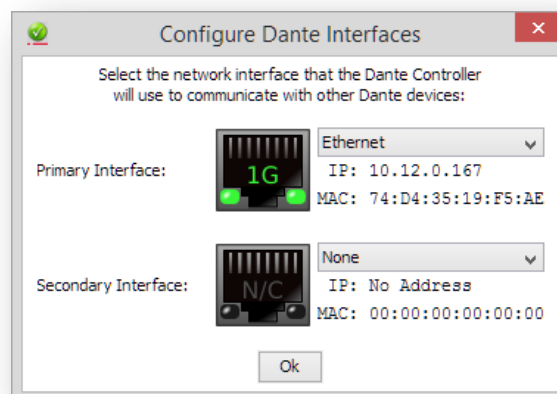 Configure Dante Interfaces
Select the network interface that the Dante Controller
will use to communicate with other Dante devices:
Primary Interface:
1G
Ethernet
IP: 10.12.0.167
MAC: 74:D4:35:19:F5:AE
Secondary Interface:
N/C
None
IP: No Address
MAC: 00:00:00:00:00:00
Ok